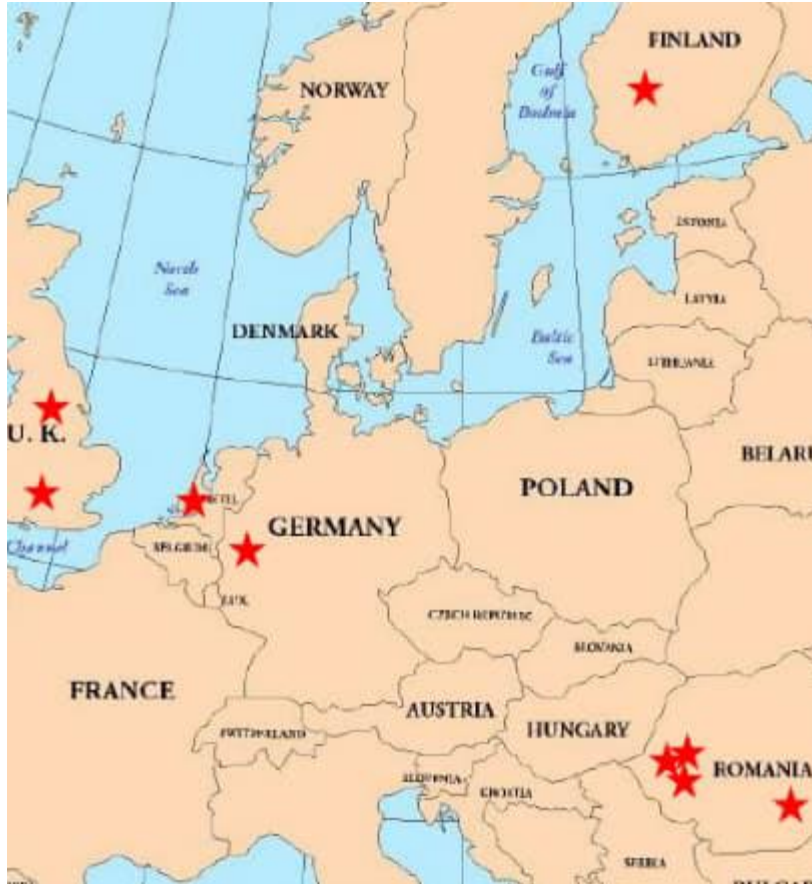 FINLAND
Gulf
of
NORWAY
ESTONIA
North
Sea
LATVIA
DENMARK
Baltic
Sea
LITHUANIA
U. K.
BELARU
POLAND
GERMANY
Channel
BELGIUM
LUX.
CZECH REPUBLIC
SLOVAKIA
FRANCE
AUSTRIA
HUNGARY
SWITZERLAND
ROMANIA
SLOVENIA
CROATIA
SERBIA